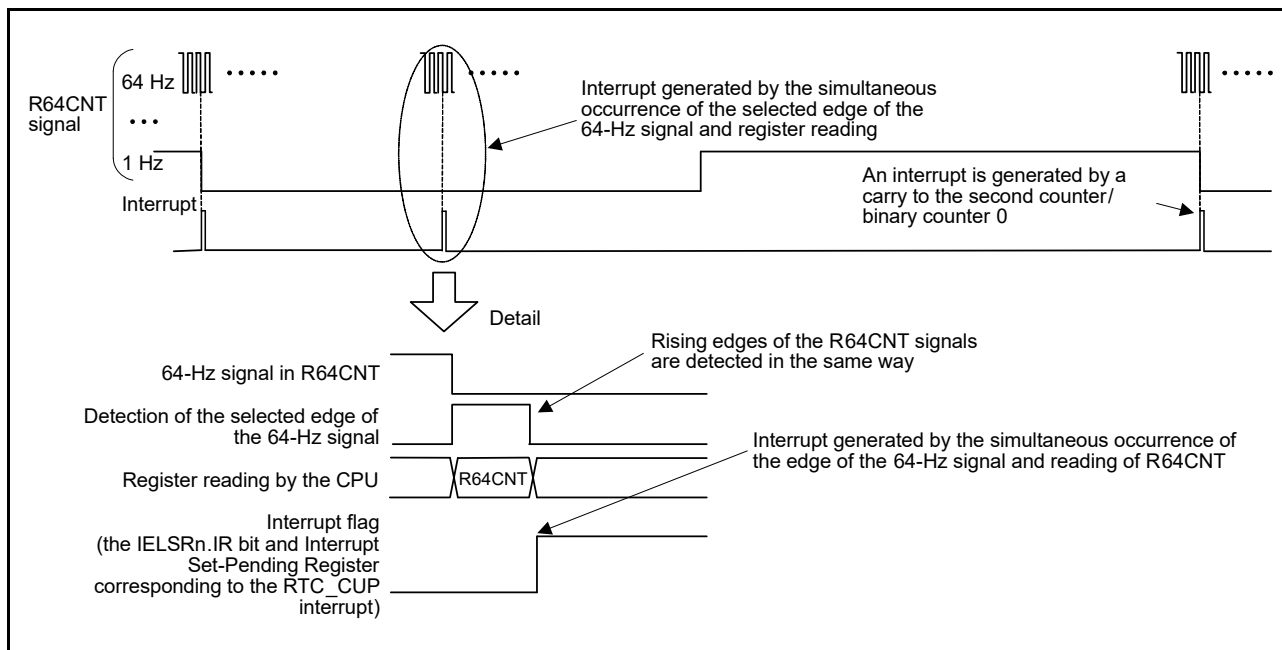 64 Hz
R64CNT
signal
1 Hz
Interrupt
Interrupt generated by the simultaneous
occurrence of the selected edge of the
64-Hz signal and register reading
An interrupt is generated by a
carry to the second counter/
binary counter 0
Detail
Rising edges of the R64CNT signals
are detected in the same way
64-Hz signal in R64CNT
Detection of the selected edge of
the 64-Hz signal
Interrupt generated by the simultaneous occurrence of
the edge of the 64-Hz signal and reading of R64CNT
Register reading by the CPU
R64CNT
Interrupt flag
(the IELSRn.IR bit and Interrupt
Set-Pending Register
corresponding to the RTC_CUP
interrupt)